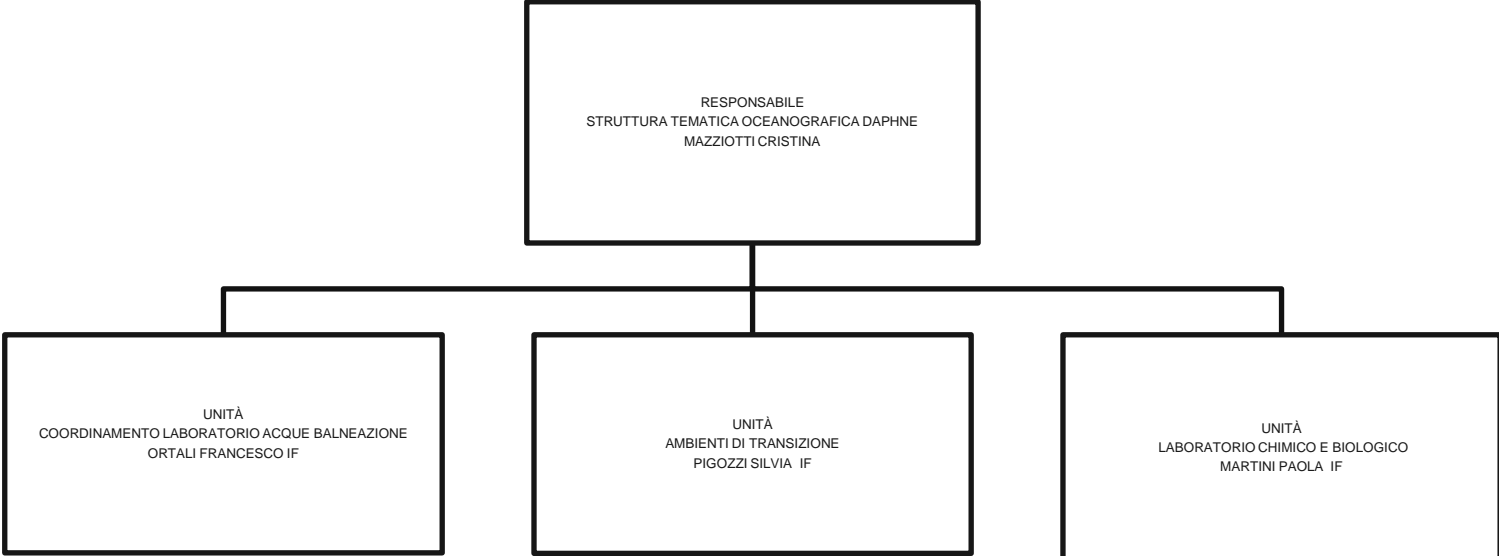 RESPONSABILE
STRUTTURA TEMATICA OCEANOGRAFICA DAPHNE
MAZZIOTTI CRISTINA
UNITÀ
COORDINAMENTO LABORATORIO ACQUE BALNEAZIONE
ORTALI FRANCESCO IF
UNITÀ
AMBIENTI DI TRANSIZIONE
PIGOZZI SILVIA IF
UNITÀ
LABORATORIO CHIMICO E BIOLOGICO
MARTINI PAOLA IF